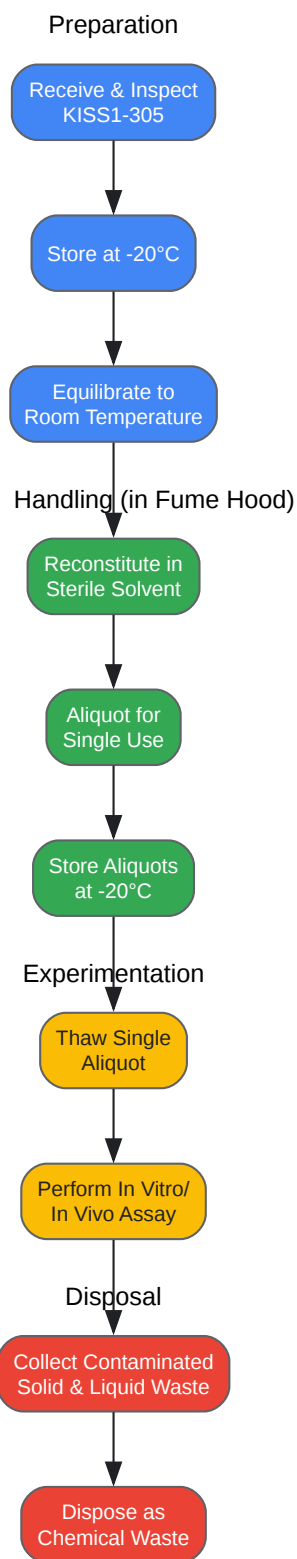 Preparation
Receive & Inspect
KISS1-305
Store at -20°C
Equilibrate to
Room Temperature
Handling (in Fume Hood)
Reconstitute in
Sterile Solvent
Aliquot for
Single Use
Store Aliquots
at -20°C
Experimentation
Thaw Single
Aliquot
Perform In Vitro/
In Vivo Assay
Disposal
Collect Contaminated
Solid & Liquid Waste
Dispose as
Chemical Waste